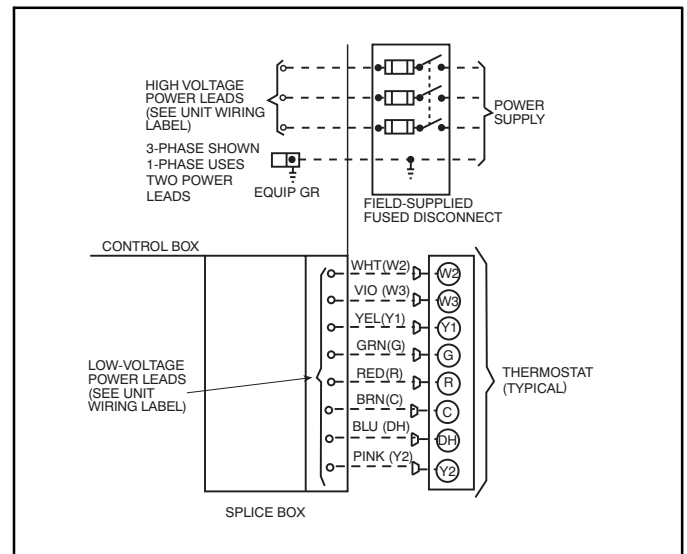 HIGH VOLTAGE
POWER LEADS
(SEE UNIT WIRING
LABEL)
POWER
SUPPLY
3-PHASE SHOWN
1-PHASE USES
TWO POWER
LEADS
EQUIP GR
FIELD-SUPPLIED
FUSED DISCONNECT
CONTROL BOX
WHT(W2)
W2
VIO (W3)
W3
YEL(Y1)
Y1
GRN(G)
G
RED(R)
R
BRN(C)
C
BLU (DH)
DH
PINK (Y2)
Y2
LOW-VOLTAGE
POWER LEADS
(SEE UNIT
WIRING LABEL)
THERMOSTAT
(TYPICAL)
SPLICE BOX